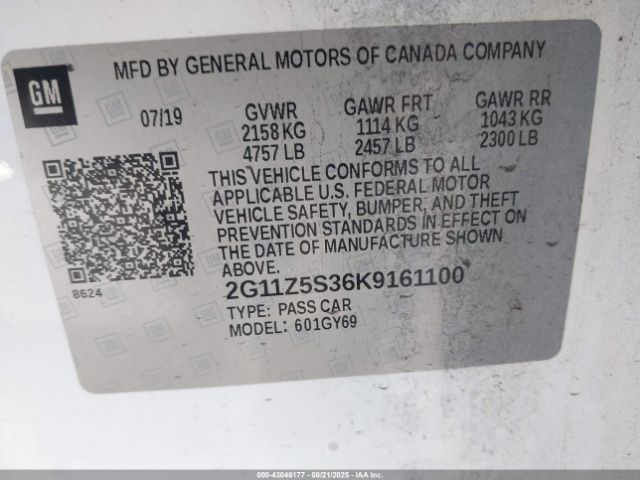 GM
MFD BY GENERAL MOTORS OF CANADA COMPANY
07/19 GVWR GAWR FRT GAWR RR
2158 KG 1114 KG 1043 KG
4757 LB 2457 LB 2300 LB
THIS VEHICLE CONFORMS TO ALL
APPLICABLE U.S. FEDERAL MOTOR
VEHICLE SAFETY, BUMPER, AND THEFT
PREVENTION STANDARDS IN EFFECT ON
THE DATE OF MANUFACTURE SHOWN
ABOVE.
8624
2G11Z5S36K9161100
TYPE: PASS CAR
MODEL: 601GY69
000-43046177 - 08/21/2025 - IAAI.COM